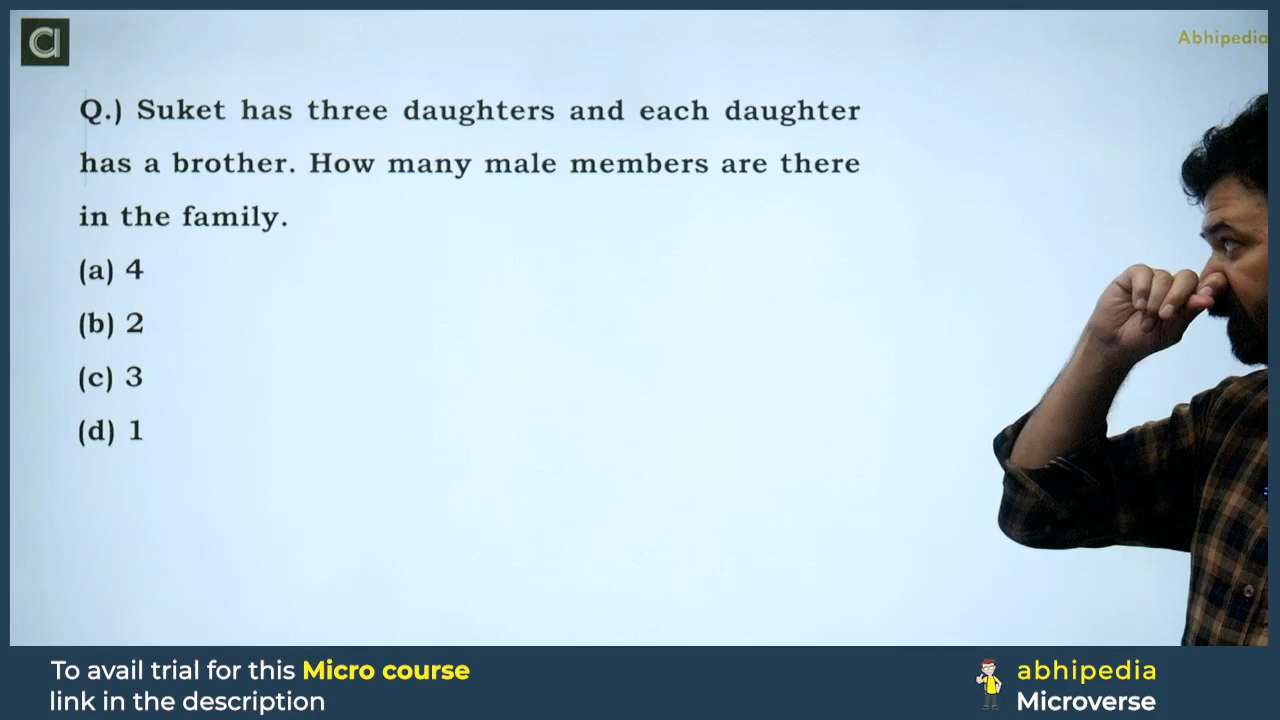 Abhipedia
Q.) Suket has three daughters and each daughter
has a brother. How many male members are there
in the family.
(a) 4
(b) 2
(c) 3
(d) 1
To avail trial for this Micro course
link in the description
abhipedia
Microverse